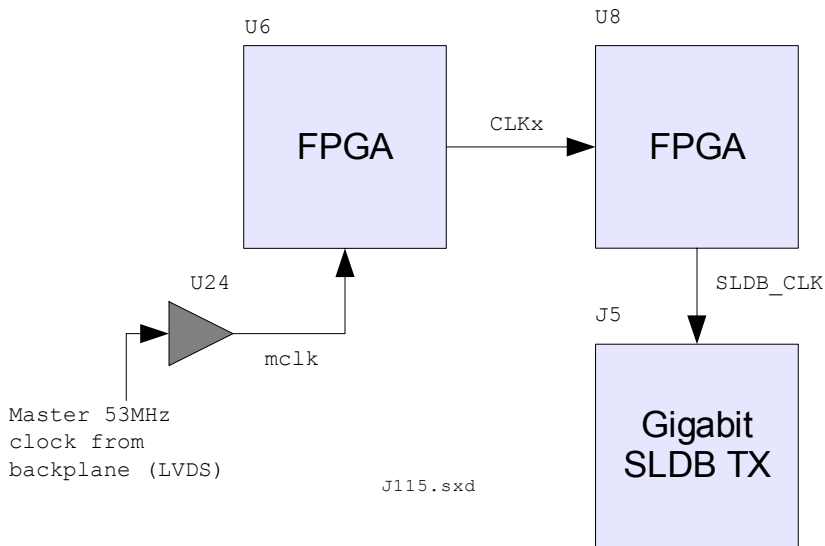 U6
U8
FPGA
CLKx
FPGA
U24
mclk
SLDB_CLK
J5
Master 53MHz
clock from
backplane (LVDS)
Gigabit
SLDB TX
J115.sxd